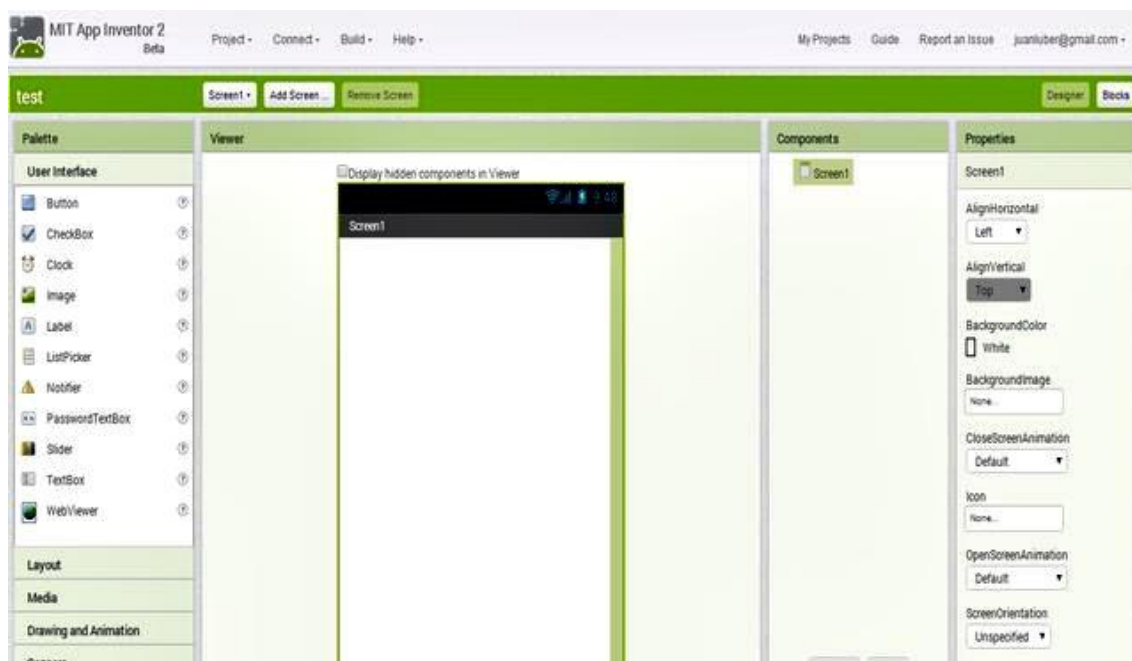 MIT App Inventor 2
Beta
Project Connect Build Help
My Projects Guide Report an Issue juanluber@gmail.com
test
Screen1 Add Screen ... Remove Screen
Designer Blocks
Palette
User Interface
Button
CheckBox
Clock
Image
Label
ListPicker
Notifier
PasswordTextBox
Slider
TextBox
WebViewer
Layout
Media
Drawing and Animation
Viewer
Display hidden components in Viewer
9:48
Screen1
Components
Screen1
Properties
Screen1
AlignHorizontal
Left
AlignVertical
Top
BackgroundColor
White
BackgroundImage
None...
CloseScreenAnimation
Default
Icon
None...
OpenScreenAnimation
Default
ScreenOrientation
Unspecified